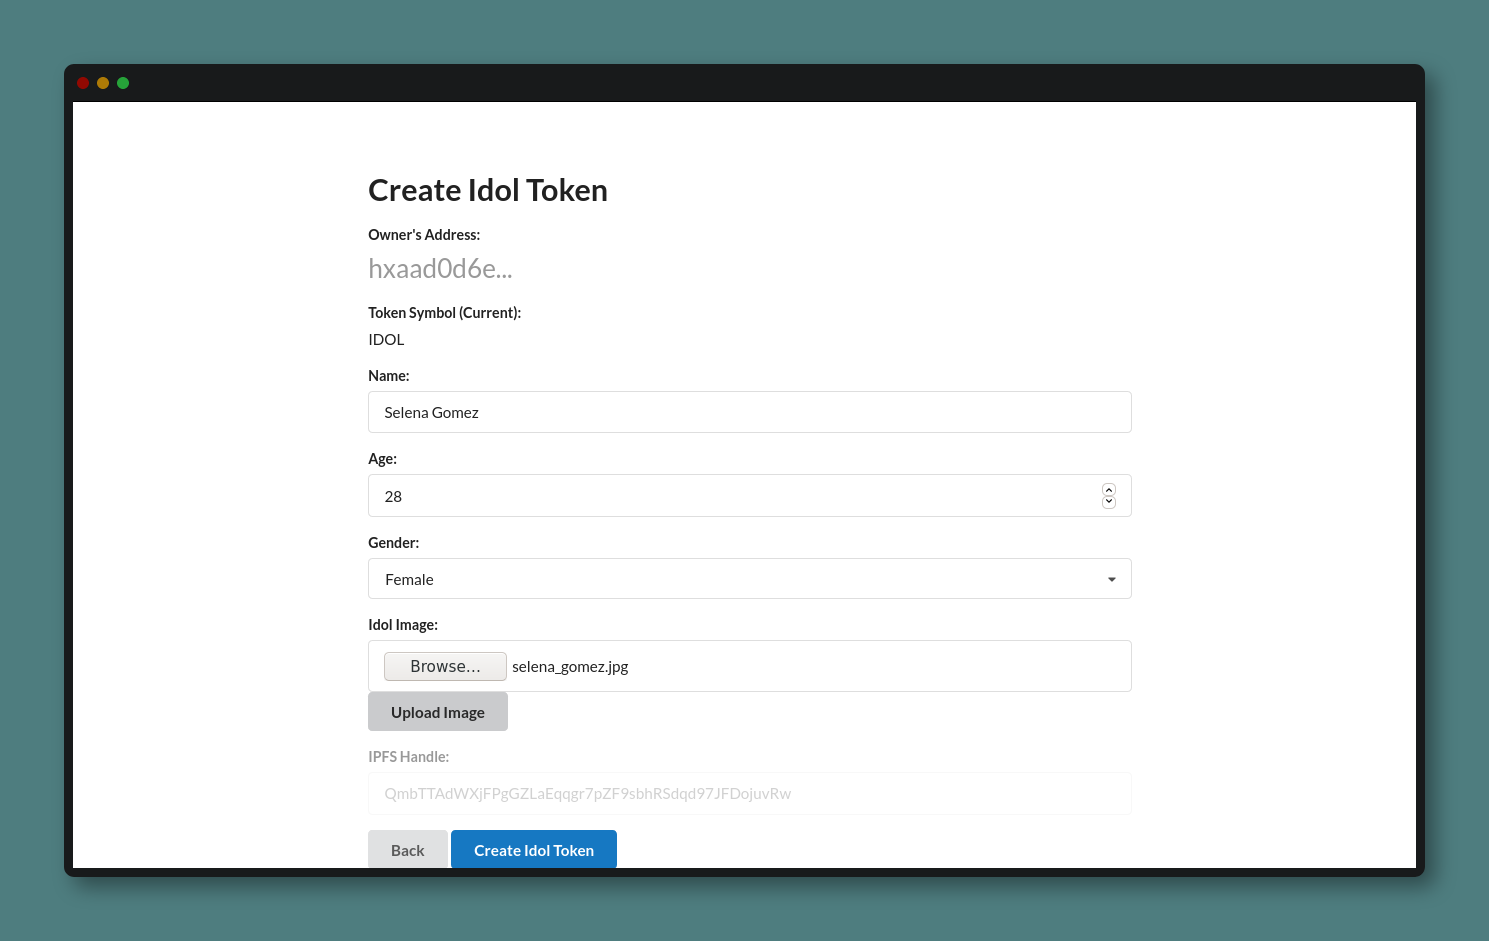 Create Idol Token
Owner's Address:
hxaad0d6e...
Token Symbol (Current):
IDOL
Name:
Selena Gomez
Age:
28
Gender:
Female
Idol Image:
Browse... selena_gomez.jpg
Upload Image
IPFS Handle:
QmbTTAdWXjFPgGZLaEqqgr7pZF9sbhRSdqd97JFDojuvRw
Back Create Idol Token